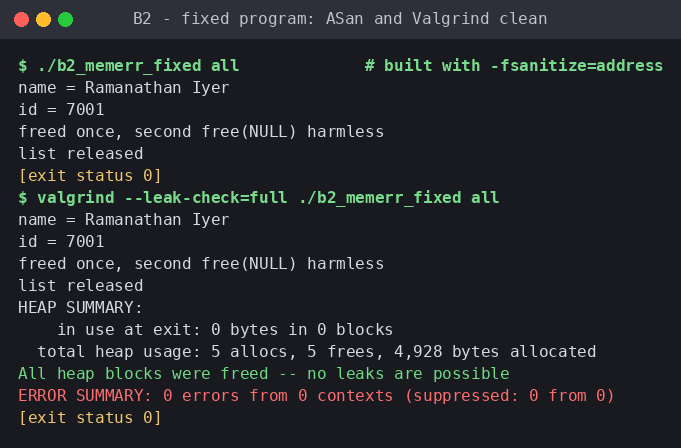 B2 - fixed program: ASan and Valgrind clean
$ ./b2_memerr_fixed all             # built with -fsanitize=address
name = Ramanathan Iyer
id = 7001
freed once, second free(NULL) harmless
list released
[exit status 0]
$ valgrind --leak-check=full ./b2_memerr_fixed all
name = Ramanathan Iyer
id = 7001
freed once, second free(NULL) harmless
list released
HEAP SUMMARY:
    in use at exit: 0 bytes in 0 blocks
  total heap usage: 5 allocs, 5 frees, 4,928 bytes allocated
All heap blocks were freed -- no leaks are possible
ERROR SUMMARY: 0 errors from 0 contexts (suppressed: 0 from 0)
[exit status 0]